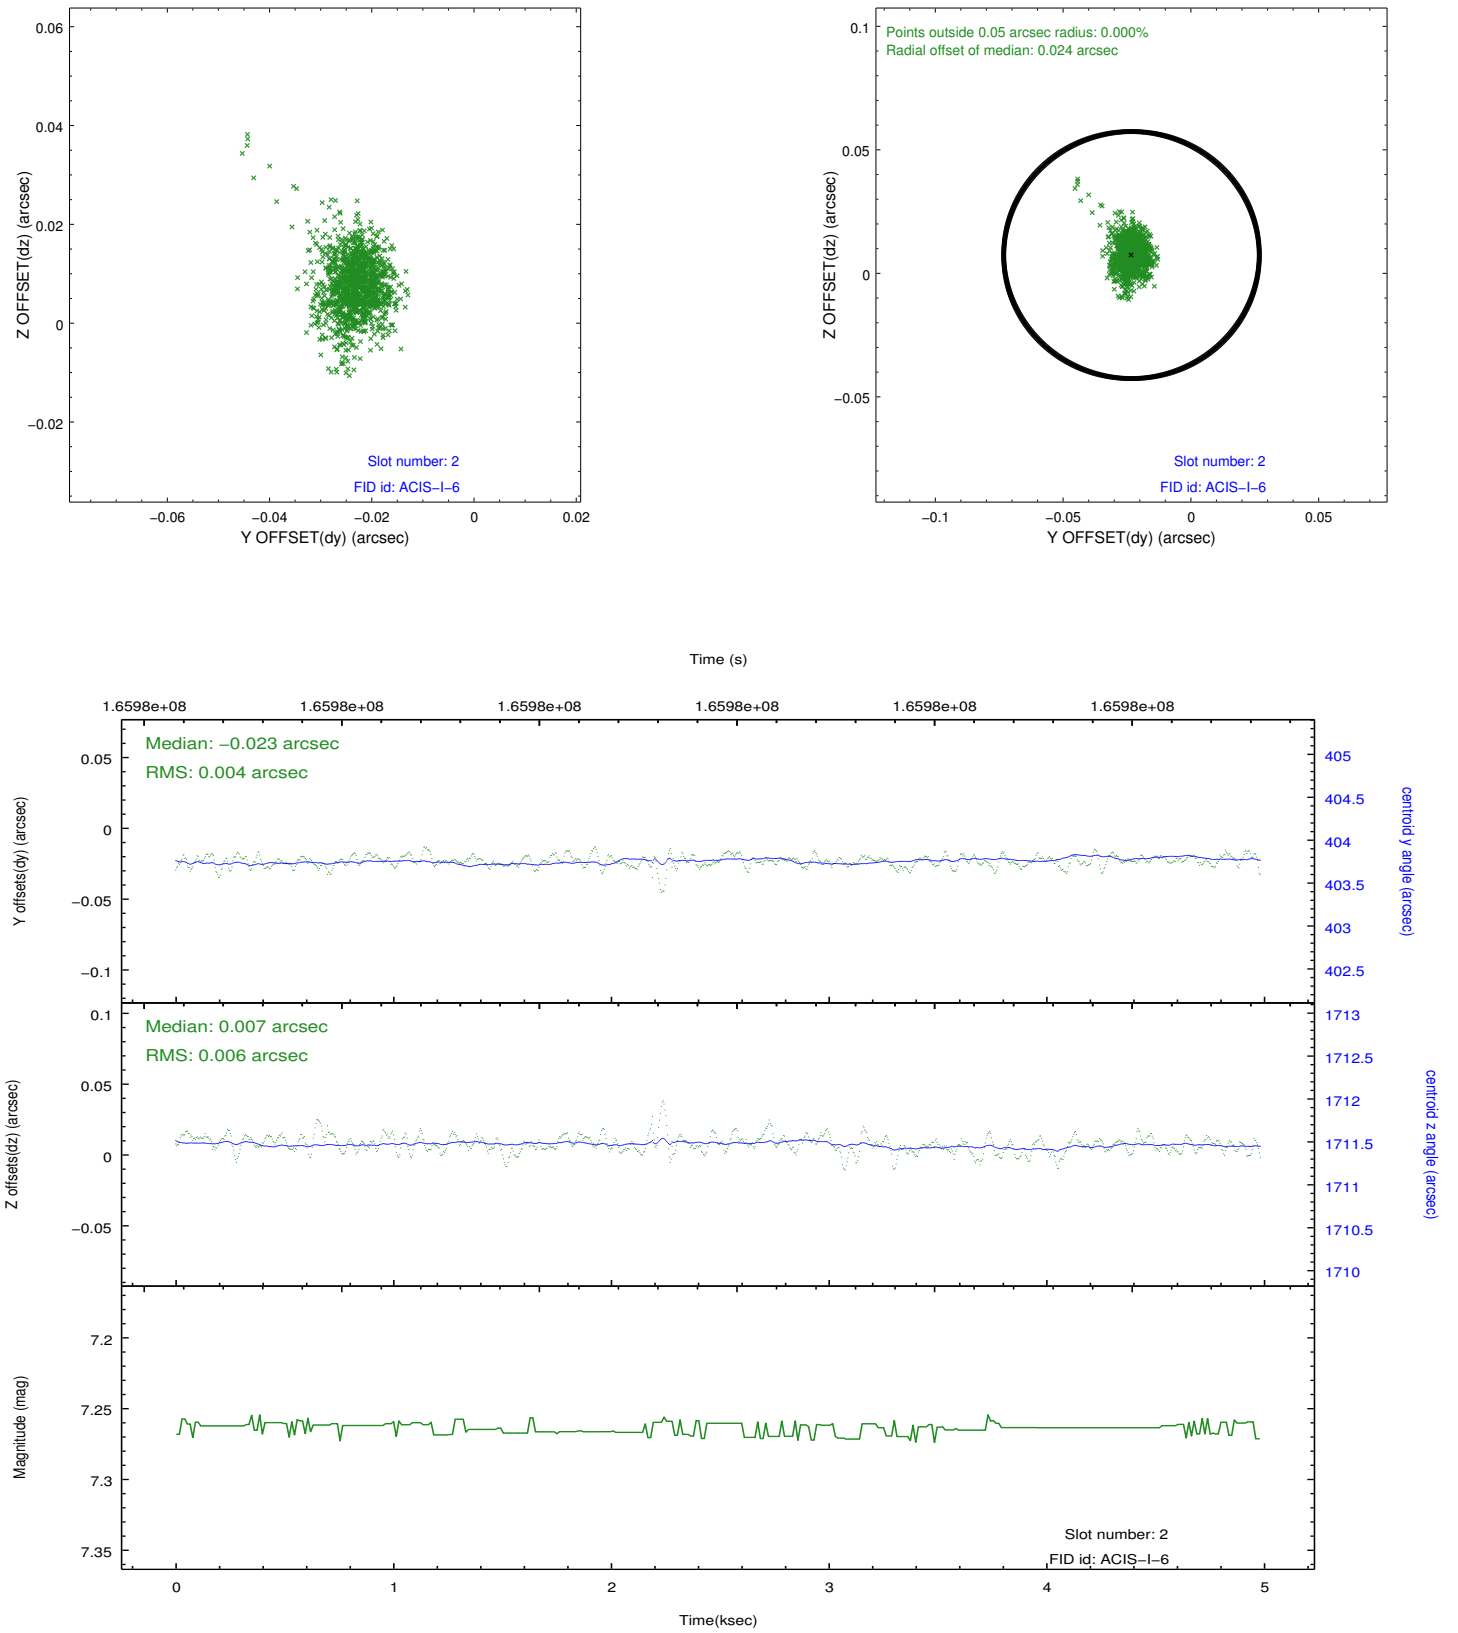 0.06
0.04
0.02
0
−0.02
Z OFFSET(dz) (arcsec)
Slot number: 2
FID id: ACIS−I−6
−0.06 −0.04 −0.02 0 0.02
Y OFFSET(dy) (arcsec)
Points outside 0.05 arcsec radius: 0.000%
Radial offset of median: 0.024 arcsec
0.1
0.05
0
−0.05
Z OFFSET(dz) (arcsec)
Slot number: 2
FID id: ACIS−I−6
−0.1 −0.05 0 0.05
Y OFFSET(dy) (arcsec)
Time (s)
1.6598e+08 1.6598e+08 1.6598e+08 1.6598e+08 1.6598e+08 1.6598e+08
Median: −0.023 arcsec
RMS: 0.004 arcsec
0.05
0
−0.05
−0.1
Y offsets(dy) (arcsec)
405
404.5
404
403.5
403
402.5
centroid y angle (arcsec)
Median: 0.007 arcsec
RMS: 0.006 arcsec
0.1
0.05
0
−0.05
Z offsets(dz) (arcsec)
1713
1712.5
1712
1711.5
1711
1710.5
1710
centroid z angle (arcsec)
7.2
7.25
7.3
7.35
Magnitude (mag)
Slot number: 2
FID id: ACIS−I−6
0 1 2 3 4 5
Time(ksec)